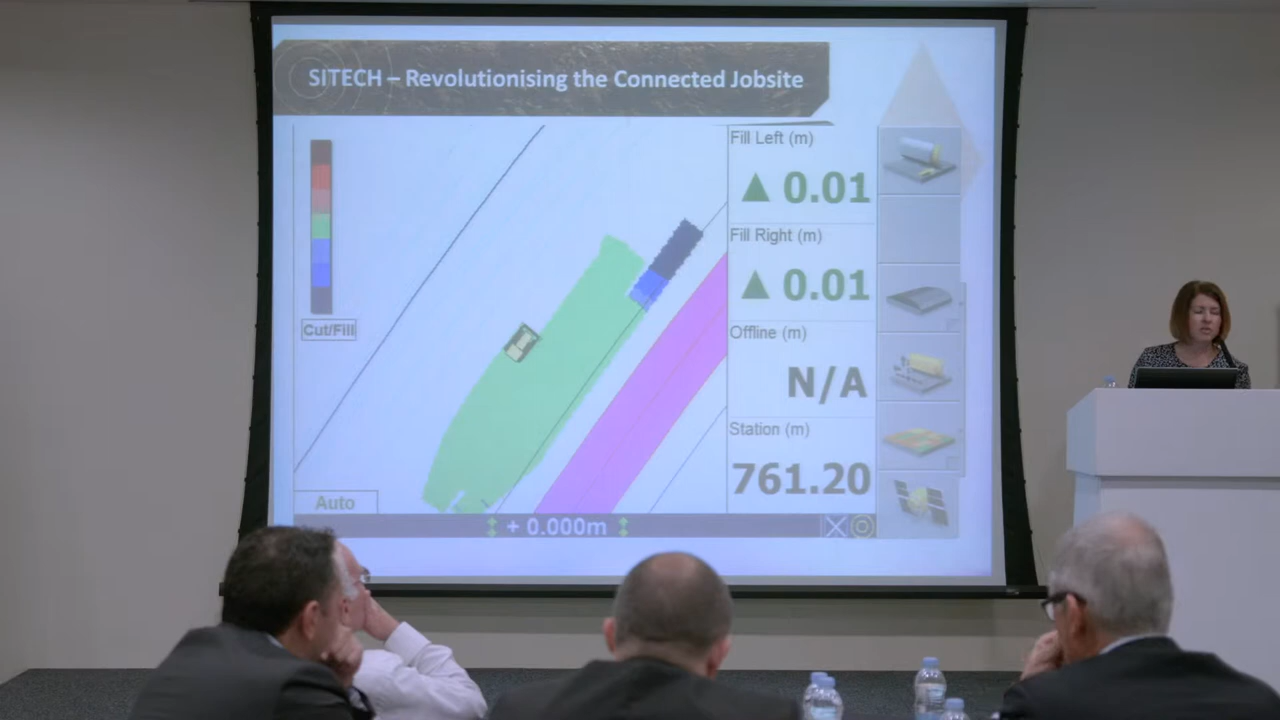 SITECH – Revolutionising the Connected Jobsite
Cut/Fill
Auto
+ 0.000m
Fill Left (m)
▲ 0.01
Fill Right (m)
▲ 0.01
Offline (m)
N/A
Station (m)
761.20